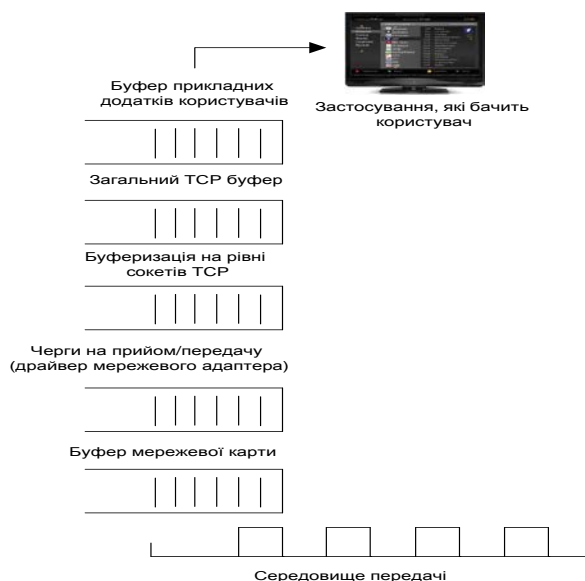 Буфер прикладних
додатків користувачів
Застосування, які бачить
користувач
Загальний TCP буфер
Буферизація на рівні
сокетів TCP
Черги на прийом/передачу
(драйвер мережевого адаптера)
Буфер мережевої карти
Середовище передачі